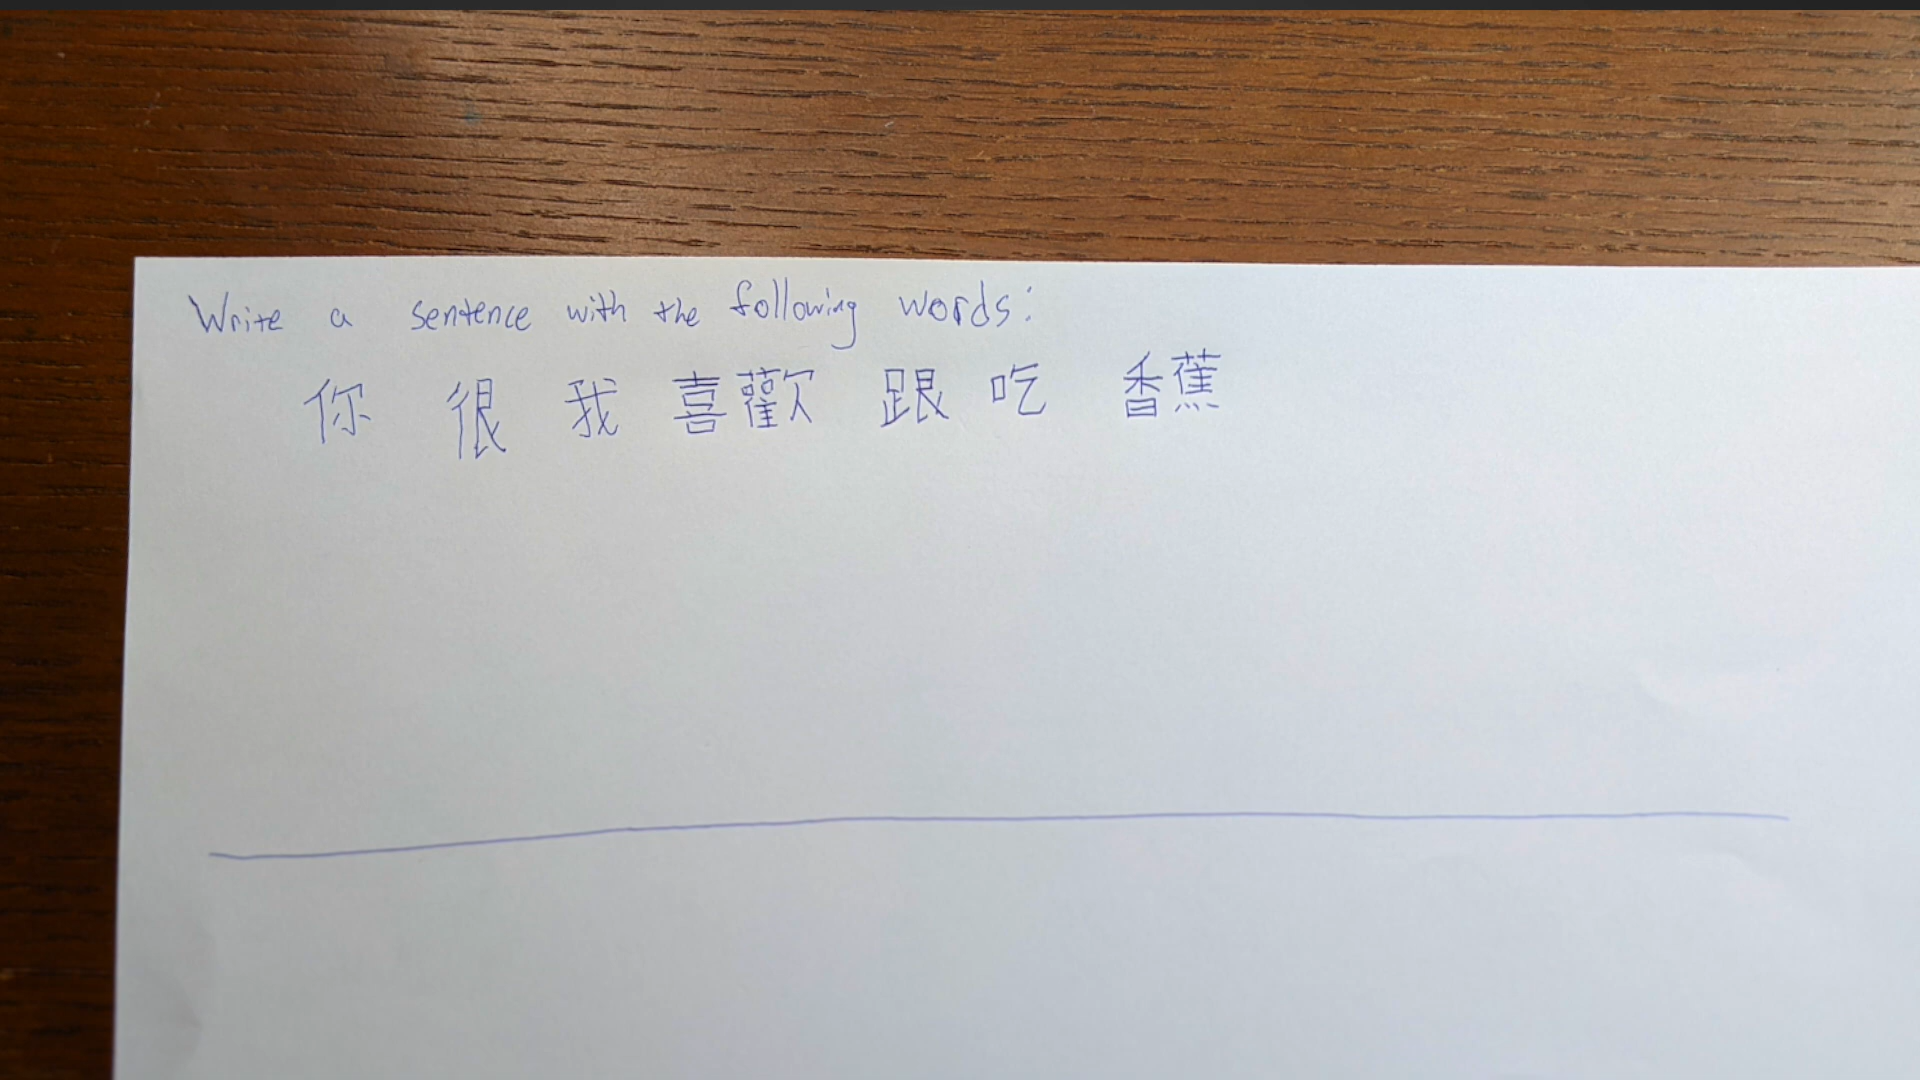 Write a sentence with the following words:
你 很 我 喜歡 跟 吃 香蕉